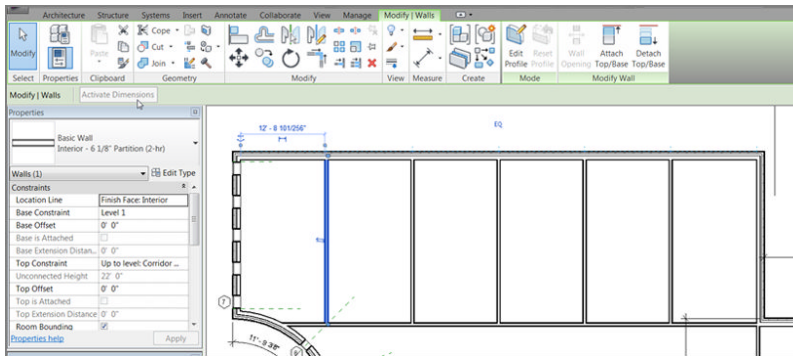 Architecture Structure Systems Insert Annotate Collaborate View Manage Modify | Walls
Modify
Paste
Cope
Cut
Join
Edit Profile
Reset Profile
Wall Opening
Attach Top/Base
Detach Top/Base
Select Properties Clipboard Geometry Modify View Measure Create Mode Modify Wall
Modify | Walls Activate Dimensions
Properties
Basic Wall
Interior - 6 1/8" Partition (2-hr)
Walls (1) Edit Type
Constraints
Location Line Finish Face: Interior
Base Constraint Level 1
Base Offset 0' 0"
Base is Attached
Base Extension Distan... 0' 0"
Top Constraint Up to level: Corridor ...
Unconnected Height 22' 0"
Top Offset 0' 0"
Top is Attached
Top Extension Distance 0' 0"
Room Bounding
Properties help Apply
12' - 8 101/256"
EQ
7
11' - 9 3/8"